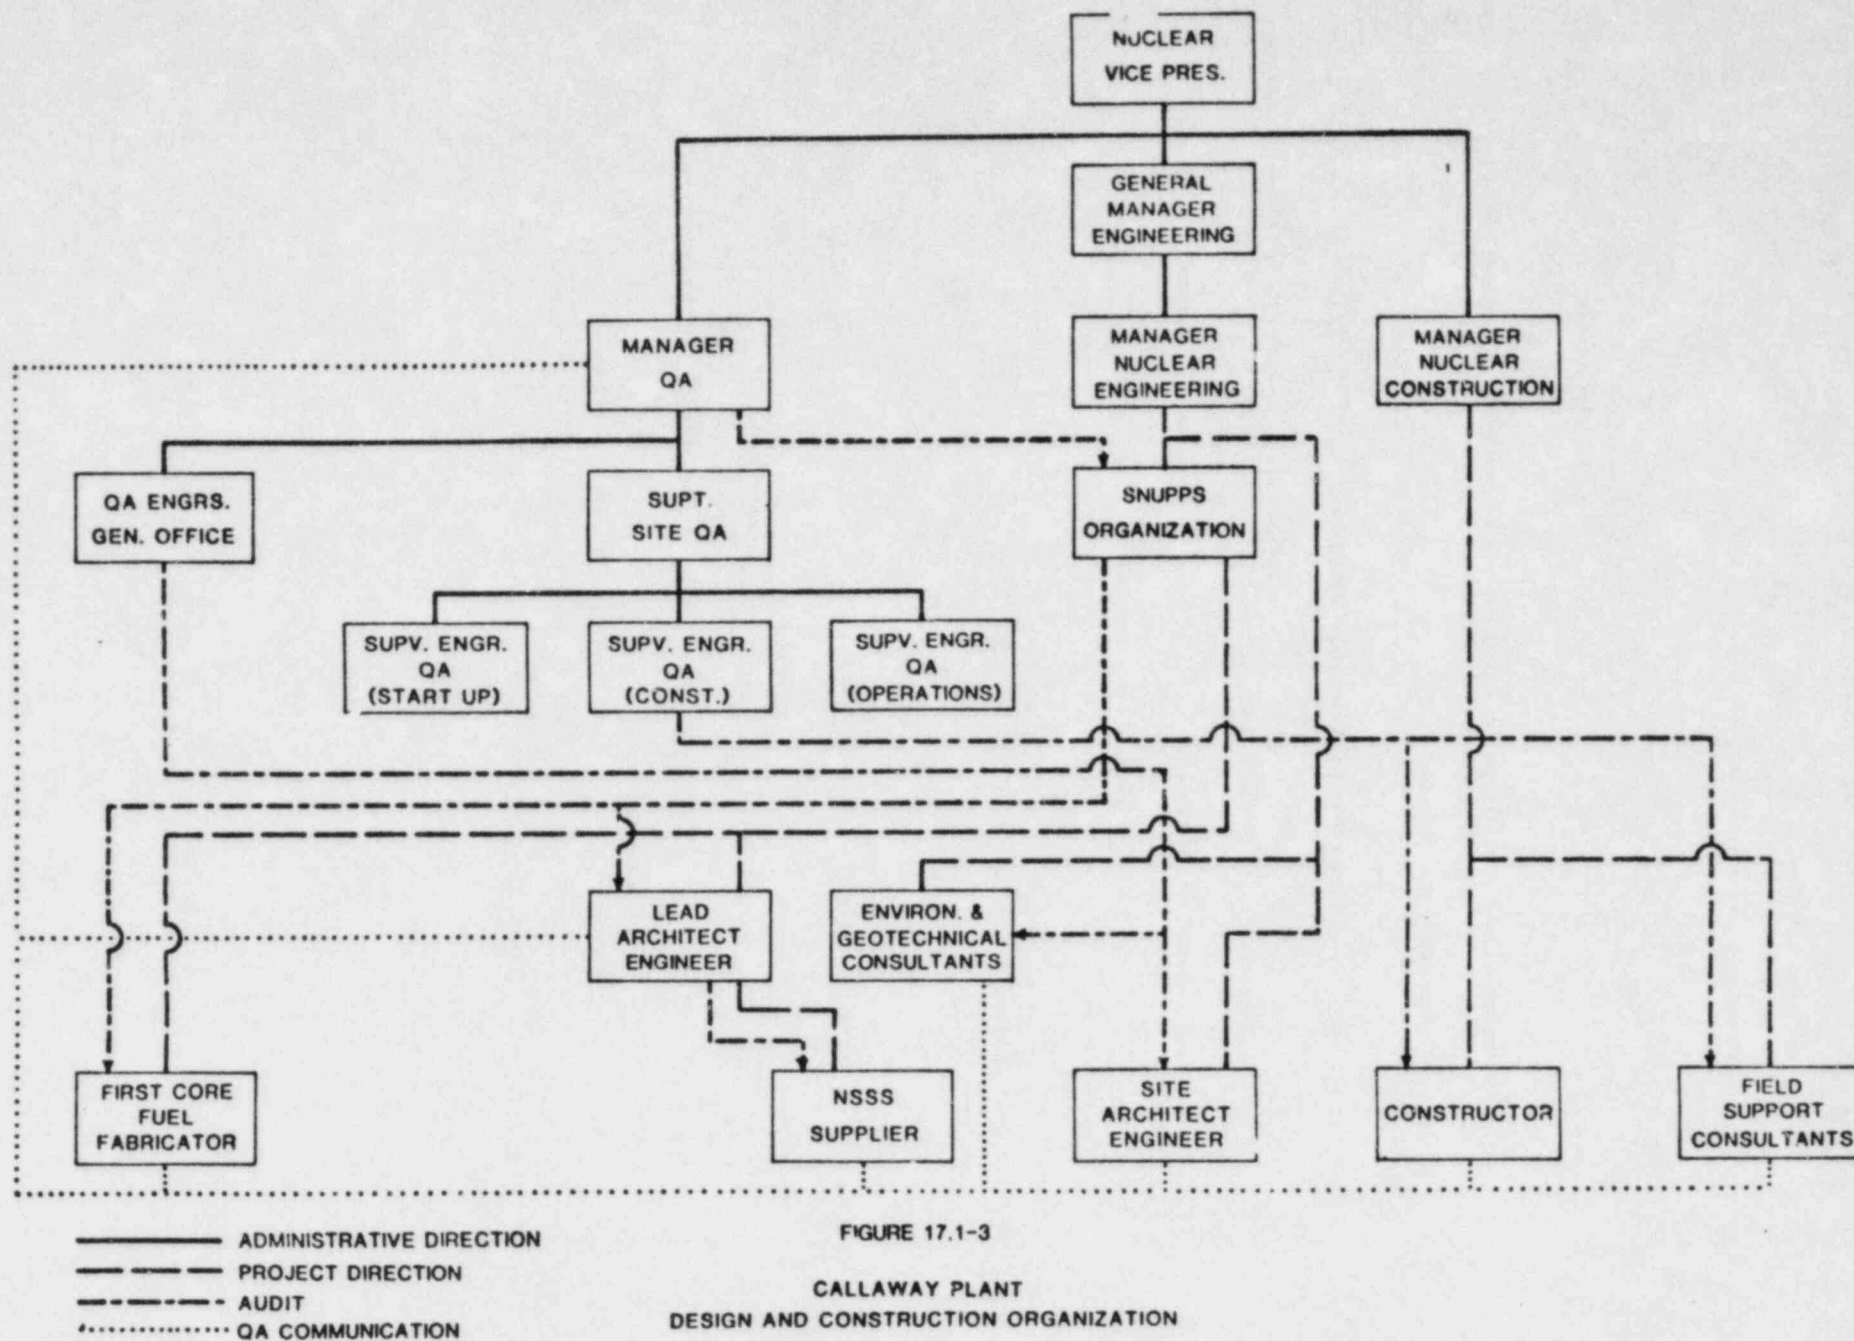 NUCLEAR
VICE PRES.
GENERAL
MANAGER
ENGINEERING
MANAGER
QA
MANAGER
NUCLEAR
ENGINEERING
MANAGER
NUCLEAR
CONSTRUCTION
QA ENGRS.
GEN. OFFICE
SUPT.
SITE QA
SNUPPS
ORGANIZATION
SUPV. ENGR.
QA
(START UP)
SUPV. ENGR.
QA
(CONST.)
SUPV. ENGR.
QA
(OPERATIONS)
LEAD
ARCHITECT
ENGINEER
ENVIRON. &
GEOTECHNICAL
CONSULTANTS
FIRST CORE
FUEL
FABRICATOR
NSSS
SUPPLIER
SITE
ARCHITECT
ENGINEER
CONSTRUCTOR
FIELD
SUPPORT
CONSULTANTS
ADMINISTRATIVE DIRECTION
PROJECT DIRECTION
AUDIT
QA COMMUNICATION
FIGURE 17.1-3
CALLAWAY PLANT
DESIGN AND CONSTRUCTION ORGANIZATION